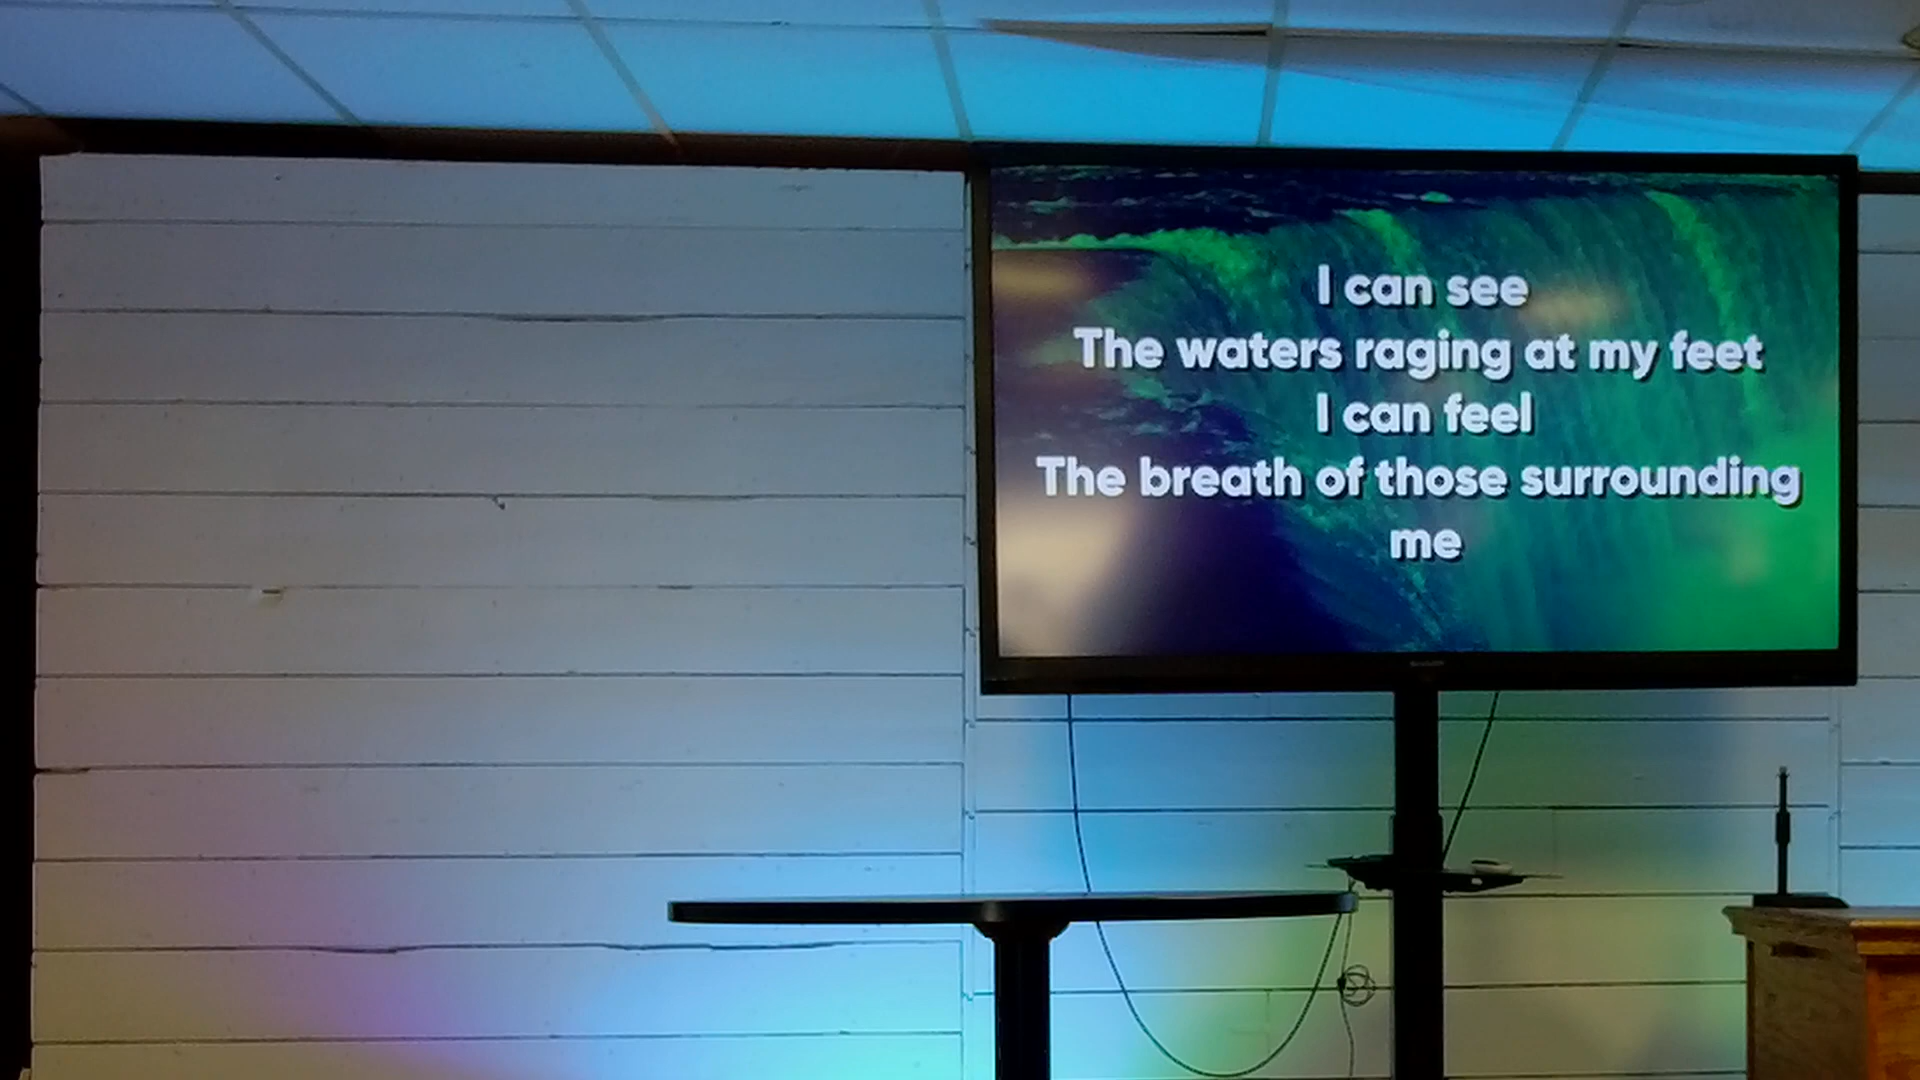 I can see
The waters raging at my feet
I can feel
The breath of those surrounding
me